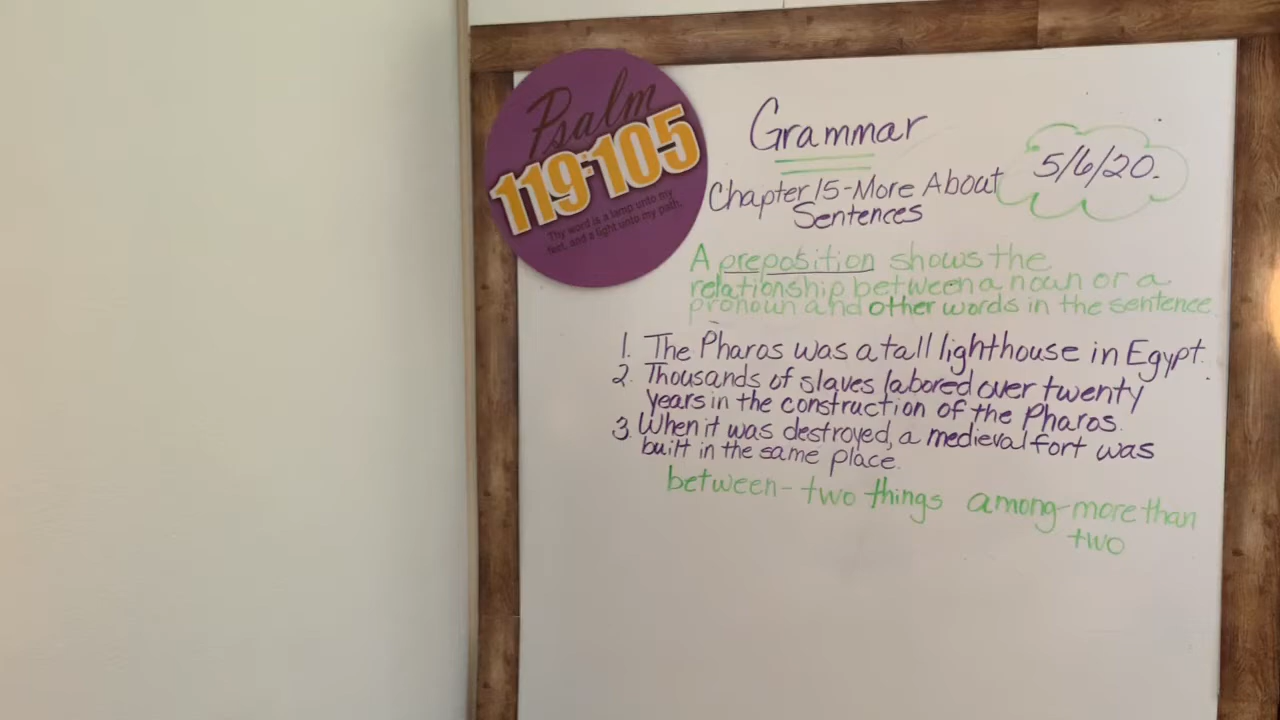 Psalm
119:105
Thy word is a lamp unto my
feet, and a light unto my path.
Grammar
5/6/20.
Chapter 15-More About
Sentences
A preposition shows the
relationship between a noun or a
pronoun and other words in the sentence
1. The Pharos was a tall lighthouse in Egypt.
2. Thousands of slaves labored over twenty
years in the construction of the Pharos.
3. When it was destroyed, a medieval fort was
built in the same place.
between-two things among-more than
two